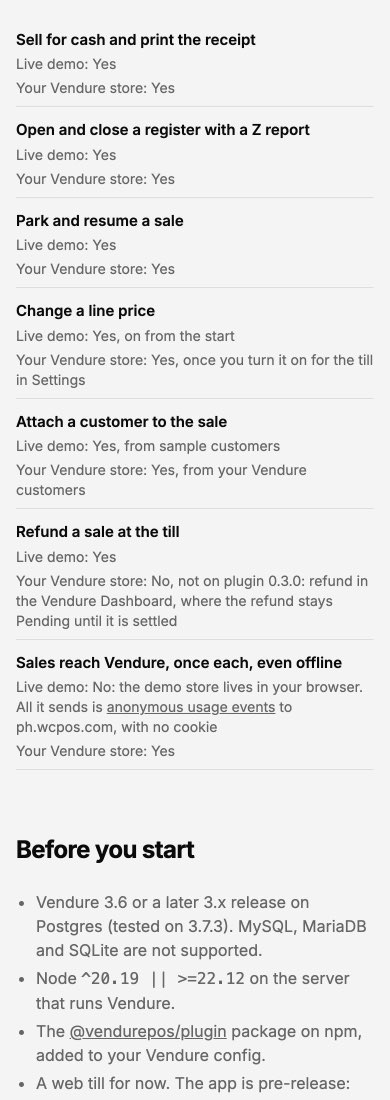 Sell for cash and print the receipt
Live demo: Yes
Your Vendure store: Yes
Open and close a register with a Z report
Live demo: Yes
Your Vendure store: Yes
Park and resume a sale
Live demo: Yes
Your Vendure store: Yes
Change a line price
Live demo: Yes, on from the start
Your Vendure store: Yes, once you turn it on for the till
in Settings
Attach a customer to the sale
Live demo: Yes, from sample customers
Your Vendure store: Yes, from your Vendure
customers
Refund a sale at the till
Live demo: Yes
Your Vendure store: No, not on plugin 0.3.0: refund in
the Vendure Dashboard, where the refund stays
Pending until it is settled
Sales reach Vendure, once each, even offline
Live demo: No: the demo store lives in your browser.
All it sends is anonymous usage events to
ph.wcpos.com, with no cookie
Your Vendure store: Yes
Before you start
• Vendure 3.6 or a later 3.x release on
Postgres (tested on 3.7.3). MySQL, MariaDB
and SQLite are not supported.
• Node ^20.19 || >=22.12 on the server
that runs Vendure.
• The @vendurepos/plugin package on npm,
added to your Vendure config.
• A web till for now. The app is pre-release: